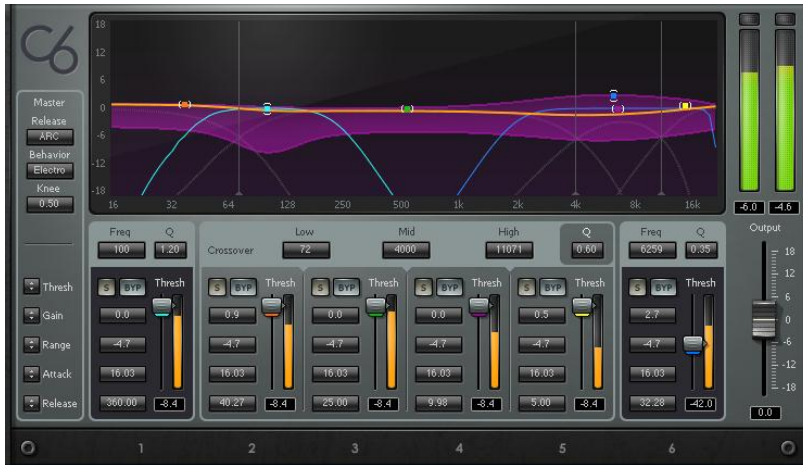 C6
18
12
6
0
-6
-12
-18
16 32 64 128 250 500 1k 2k 4k 8k 16k
-6.0 -4.6
Master
Release
ARC
Behavior
Electro
Knee
0.50
Freq Q
100 1.20
Crossover
Low Mid High Q
72 4000 11071 0.60
Freq Q
6259 0.35
Output
18
12
6
0
-6
-12
-18
0.0
Thresh
Gain
Range
Attack
Release
S BYP Thresh
0.0
-4.7
16.03
360.00 -8.4
S BYP Thresh
0.9
-4.7
16.03
40.27 -8.4
S BYP Thresh
0.0
-4.7
16.03
25.00 -8.4
S BYP Thresh
0.0
-4.7
16.03
9.98 -8.4
S BYP Thresh
0.5
-4.7
16.03
5.00 -8.4
S BYP Thresh
2.7
-4.7
16.03
32.28 -42.0
1 2 3 4 5 6